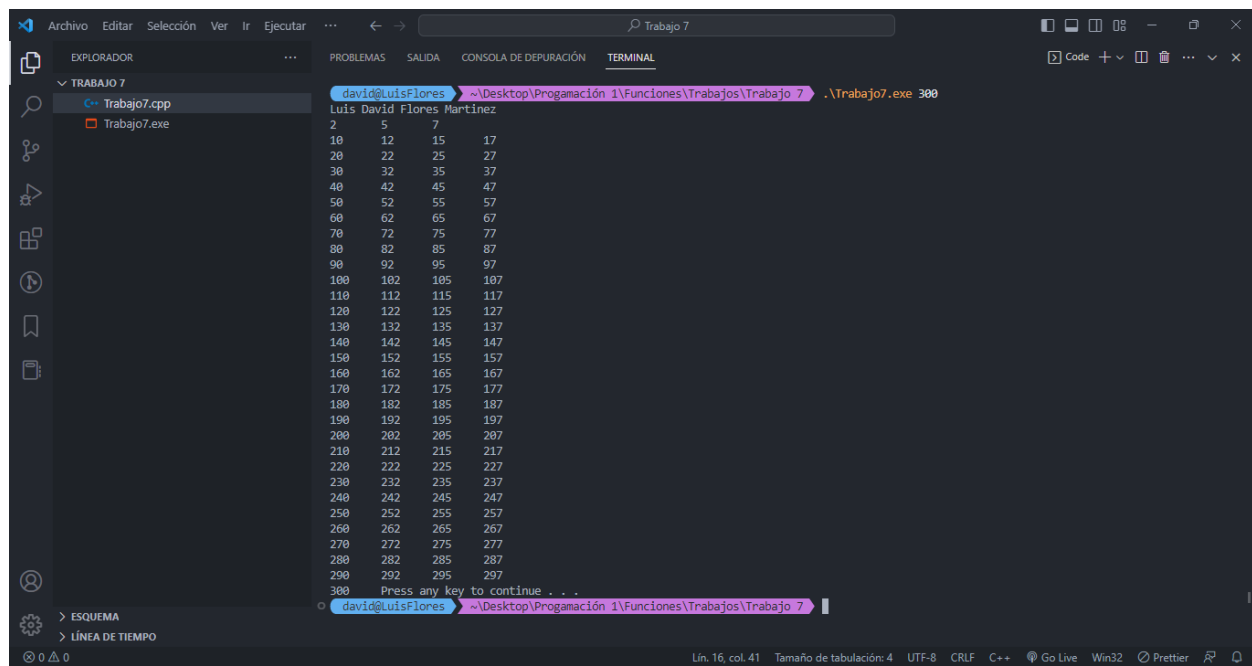 Archivo Editar Selección Ver Ir Ejecutar ··· Trabajo 7
EXPLORADOR ···
TRABAJO 7
Trabajo7.cpp
Trabajo7.exe
PROBLEMAS SALIDA CONSOLA DE DEPURACIÓN TERMINAL Code
david@LuisFlores ~\Desktop\Progamación 1\Funciones\Trabajos\Trabajo 7 .\Trabajo7.exe 300
Luis David Flores Martinez
2 5 7
10 12 15 17
20 22 25 27
30 32 35 37
40 42 45 47
50 52 55 57
60 62 65 67
70 72 75 77
80 82 85 87
90 92 95 97
100 102 105 107
110 112 115 117
120 122 125 127
130 132 135 137
140 142 145 147
150 152 155 157
160 162 165 167
170 172 175 177
180 182 185 187
190 192 195 197
200 202 205 207
210 212 215 217
220 222 225 227
230 232 235 237
240 242 245 247
250 252 255 257
260 262 265 267
270 272 275 277
280 282 285 287
290 292 295 297
300 Press any key to continue . . .
david@LuisFlores ~\Desktop\Progamación 1\Funciones\Trabajos\Trabajo 7
ESQUEMA
LÍNEA DE TIEMPO
0 0 Lín. 16, col. 41 Tamaño de tabulación: 4 UTF-8 CRLF C++ Go Live Win32 Prettier